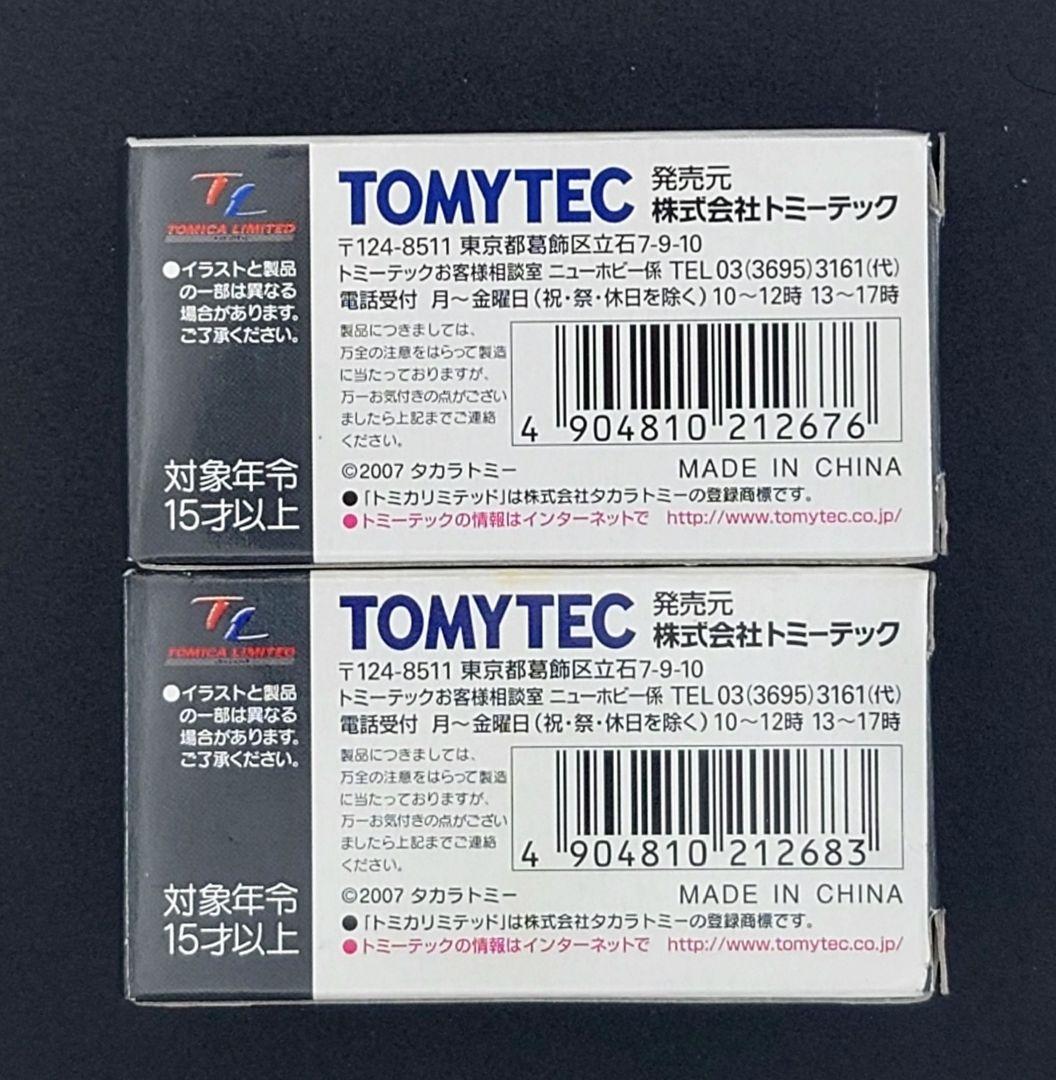 TL
TOMICA LIMITED
●イラストと製品
の一部は異なる
場合があります。
ご了承ください。
対象年令
15才以上
TOMYTEC
発売元
株式会社トミーテック
〒124-8511 東京都葛飾区立石7-9-10
トミーテックお客様相談室 ニューホビー係 TEL 03(3695)3161(代)
電話受付 月～金曜日(祝・祭・休日を除く)10～12時 13～17時
製品につきましては、
万全の注意をはらって製造
に当たっておりますが、
万一お気付きの点がござい
ましたら上記までご連絡
ください。
4 904810 212676
©2007 タカラトミー
MADE IN CHINA
●「トミカリミテッド」は株式会社タカラトミーの登録商標です。
●トミーテックの情報はインターネットで http://www.tomytec.co.jp/
TL
TOMICA LIMITED
●イラストと製品
の一部は異なる
場合があります。
ご了承ください。
対象年令
15才以上
TOMYTEC
発売元
株式会社トミーテック
〒124-8511 東京都葛飾区立石7-9-10
トミーテックお客様相談室 ニューホビー係 TEL 03(3695)3161(代)
電話受付 月～金曜日(祝・祭・休日を除く)10～12時 13～17時
製品につきましては、
万全の注意をはらって製造
に当たっておりますが、
万一お気付きの点がござい
ましたら上記までご連絡
ください。
4 904810 212683
©2007 タカラトミー
MADE IN CHINA
●「トミカリミテッド」は株式会社タカラトミーの登録商標です。
●トミーテックの情報はインターネットで http://www.tomytec.co.jp/